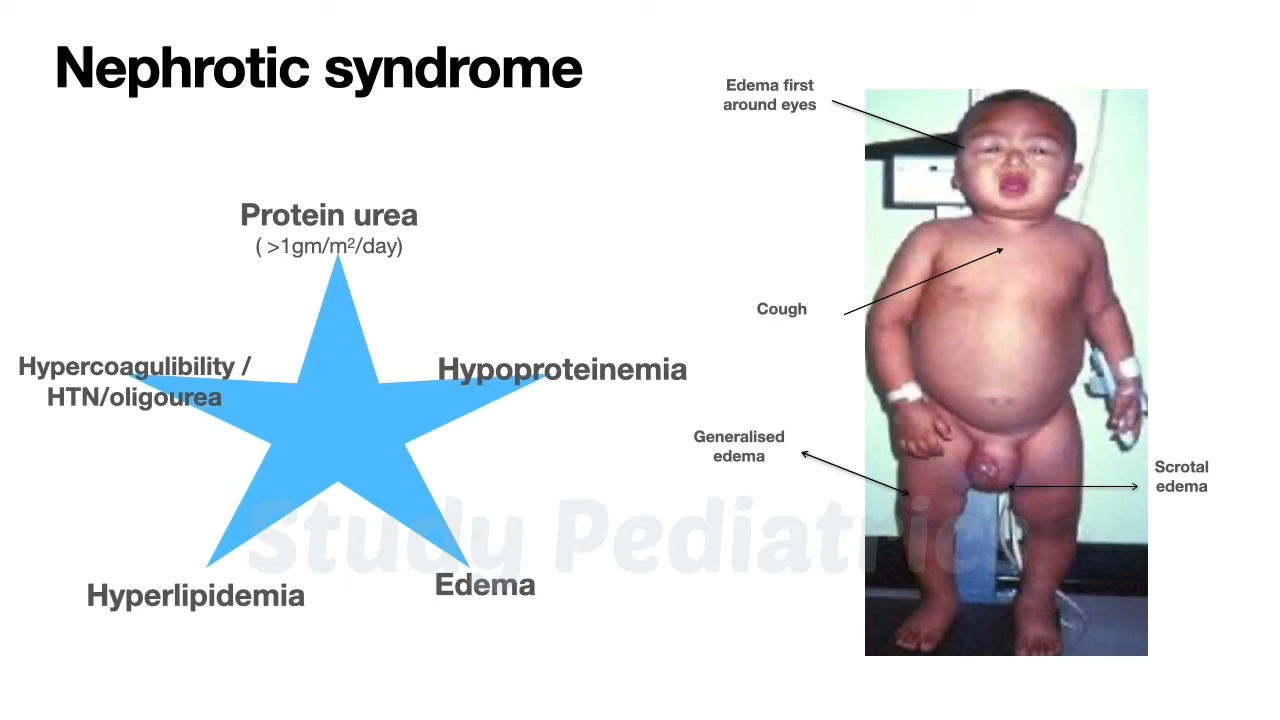 Nephrotic syndrome
Edema first
around eyes
Protein urea
( >1gm/m²/day)
Cough
Hypercoagulibility /
HTN/oligourea
Hypoproteinemia
Generalised
edema
Scrotal
edema
Study Pediatrics
Hyperlipidemia
Edema